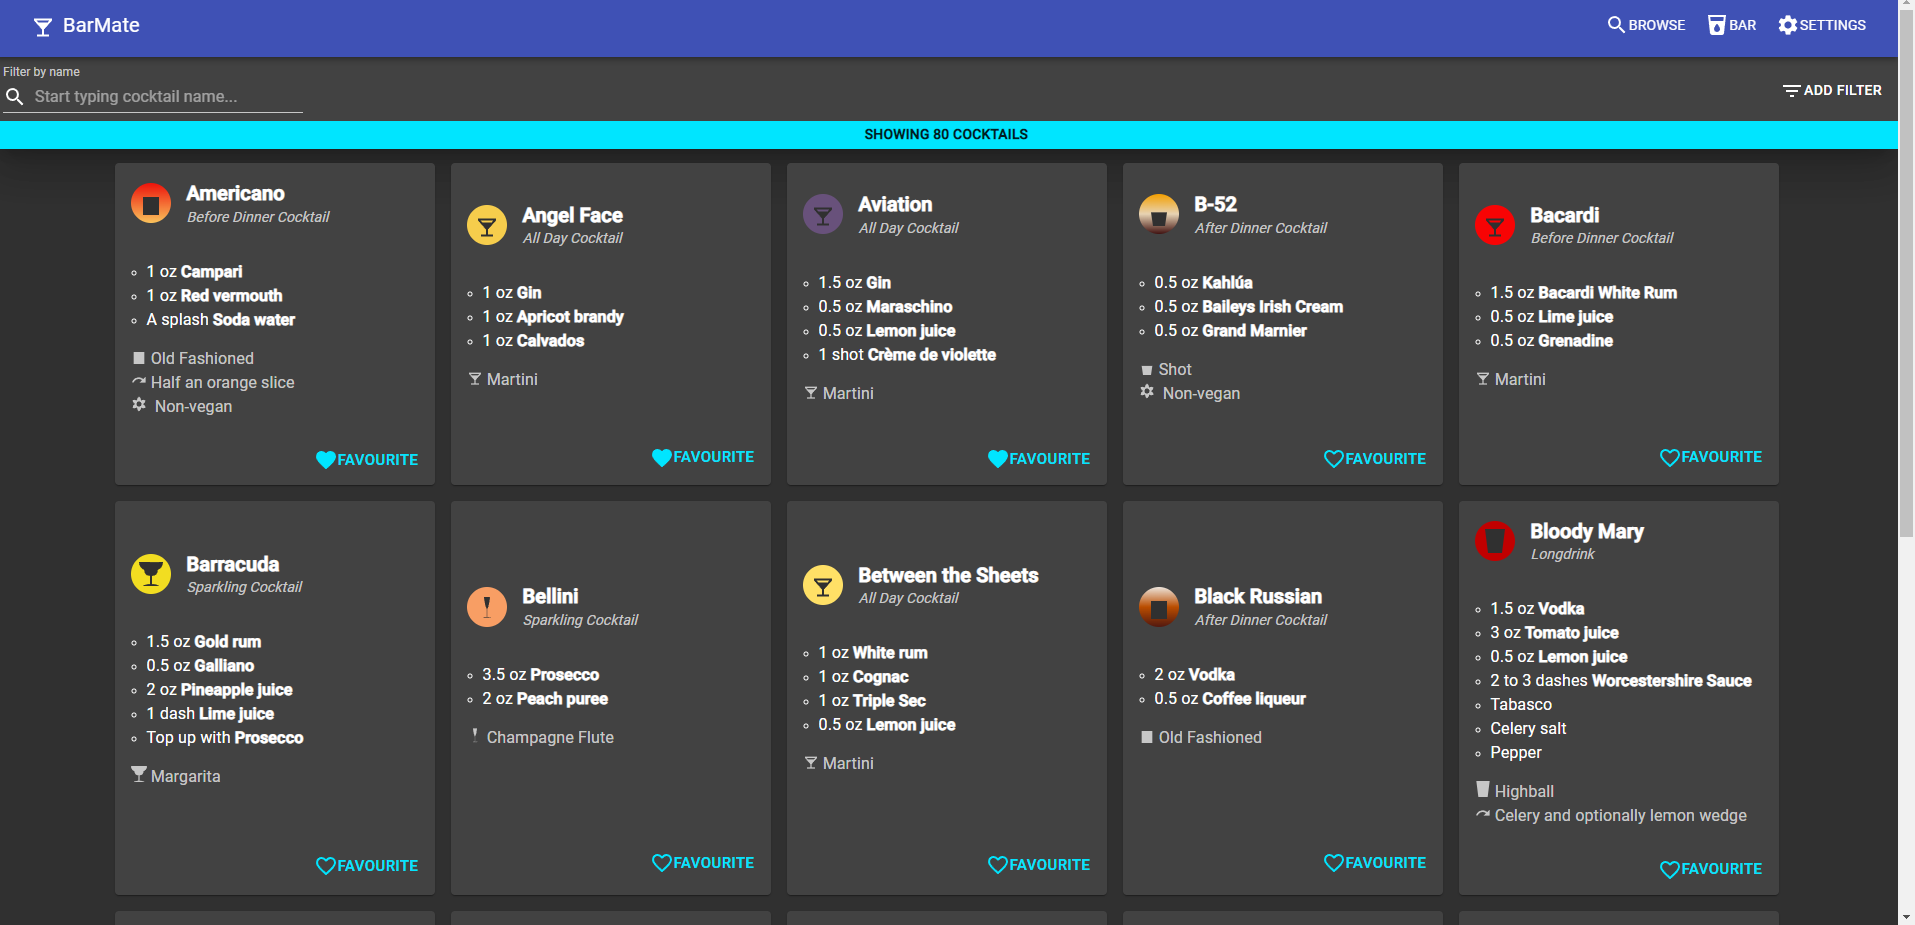 BarMate
BROWSE
BAR
SETTINGS
Filter by name
Start typing cocktail name...
ADD FILTER
SHOWING 80 COCKTAILS
Americano
Before Dinner Cocktail
1 oz Campari
1 oz Red vermouth
A splash Soda water
Old Fashioned
Half an orange slice
Non-vegan
FAVOURITE
Angel Face
All Day Cocktail
1 oz Gin
1 oz Apricot brandy
1 oz Calvados
Martini
FAVOURITE
Aviation
All Day Cocktail
1.5 oz Gin
0.5 oz Maraschino
0.5 oz Lemon juice
1 shot Crème de violette
Martini
FAVOURITE
B-52
After Dinner Cocktail
0.5 oz Kahlúa
0.5 oz Baileys Irish Cream
0.5 oz Grand Marnier
Shot
Non-vegan
FAVOURITE
Bacardi
Before Dinner Cocktail
1.5 oz Bacardi White Rum
0.5 oz Lime juice
0.5 oz Grenadine
Martini
FAVOURITE
Barracuda
Sparkling Cocktail
1.5 oz Gold rum
0.5 oz Galliano
2 oz Pineapple juice
1 dash Lime juice
Top up with Prosecco
Margarita
FAVOURITE
Bellini
Sparkling Cocktail
3.5 oz Prosecco
2 oz Peach puree
Champagne Flute
FAVOURITE
Between the Sheets
All Day Cocktail
1 oz White rum
1 oz Cognac
1 oz Triple Sec
0.5 oz Lemon juice
Martini
FAVOURITE
Black Russian
After Dinner Cocktail
2 oz Vodka
0.5 oz Coffee liqueur
Old Fashioned
FAVOURITE
Bloody Mary
Longdrink
1.5 oz Vodka
3 oz Tomato juice
0.5 oz Lemon juice
2 to 3 dashes Worcestershire Sauce
Tabasco
Celery salt
Pepper
Highball
Celery and optionally lemon wedge
FAVOURITE